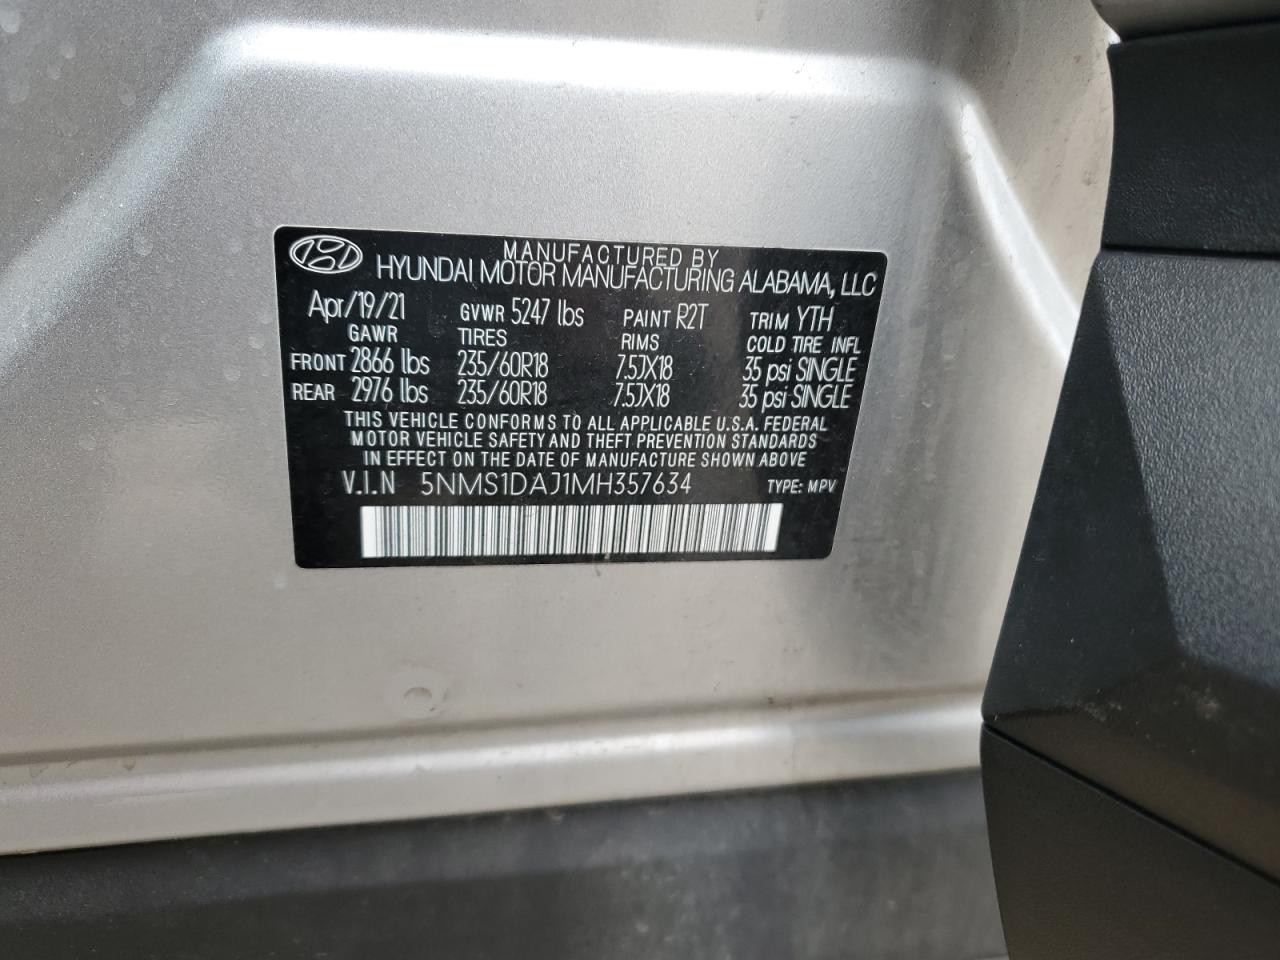 MANUFACTURED BY
HYUNDAI MOTOR MANUFACTURING ALABAMA, LLC
Apr/19/21 GVWR 5247 lbs PAINT R2T TRIM YTH
GAWR TIRES RIMS COLD TIRE INFL
FRONT 2866 lbs 235/60R18 7.5JX18 35 psi SINGLE
REAR 2976 lbs 235/60R18 7.5JX18 35 psi SINGLE
THIS VEHICLE CONFORMS TO ALL APPLICABLE U.S.A. FEDERAL
MOTOR VEHICLE SAFETY AND THEFT PREVENTION STANDARDS
IN EFFECT ON THE DATE OF MANUFACTURE SHOWN ABOVE
V.I.N 5NMS1DAJ1MH357634 TYPE: MPV